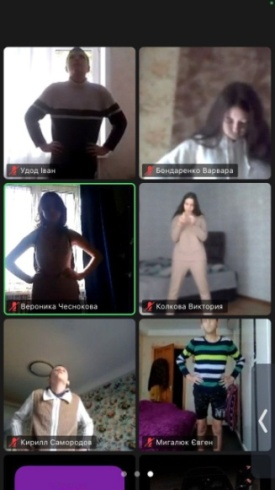 Удод Іван
Бондаренко Варвара
Вероника Чеснокова
Колкова Виктория
Кирилл Самородов
Мигалюк Євген